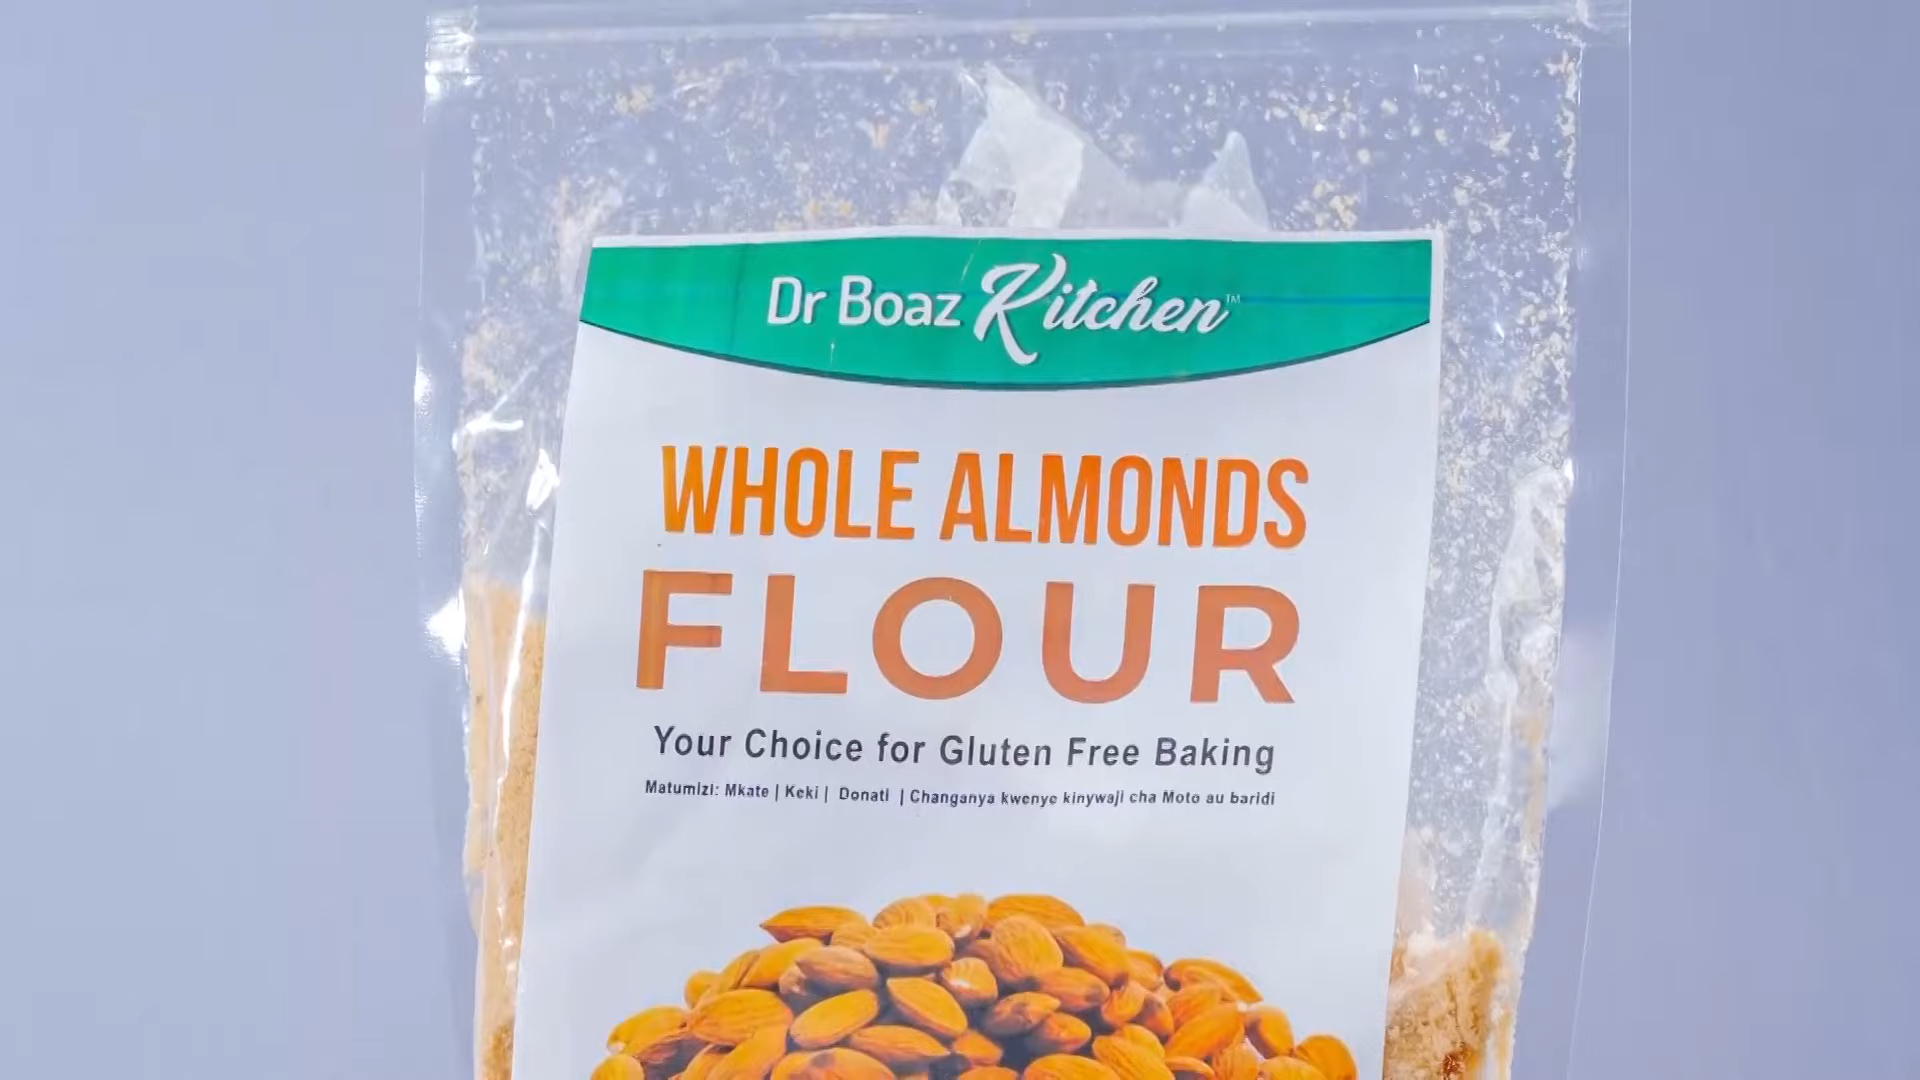 Dr Boaz Kitchen™
WHOLE ALMONDS
FLOUR
Your Choice for Gluten Free Baking
Matumizi: Mkate | Keki | Donati | Changanya kwenye kinywaji cha Moto au baridi